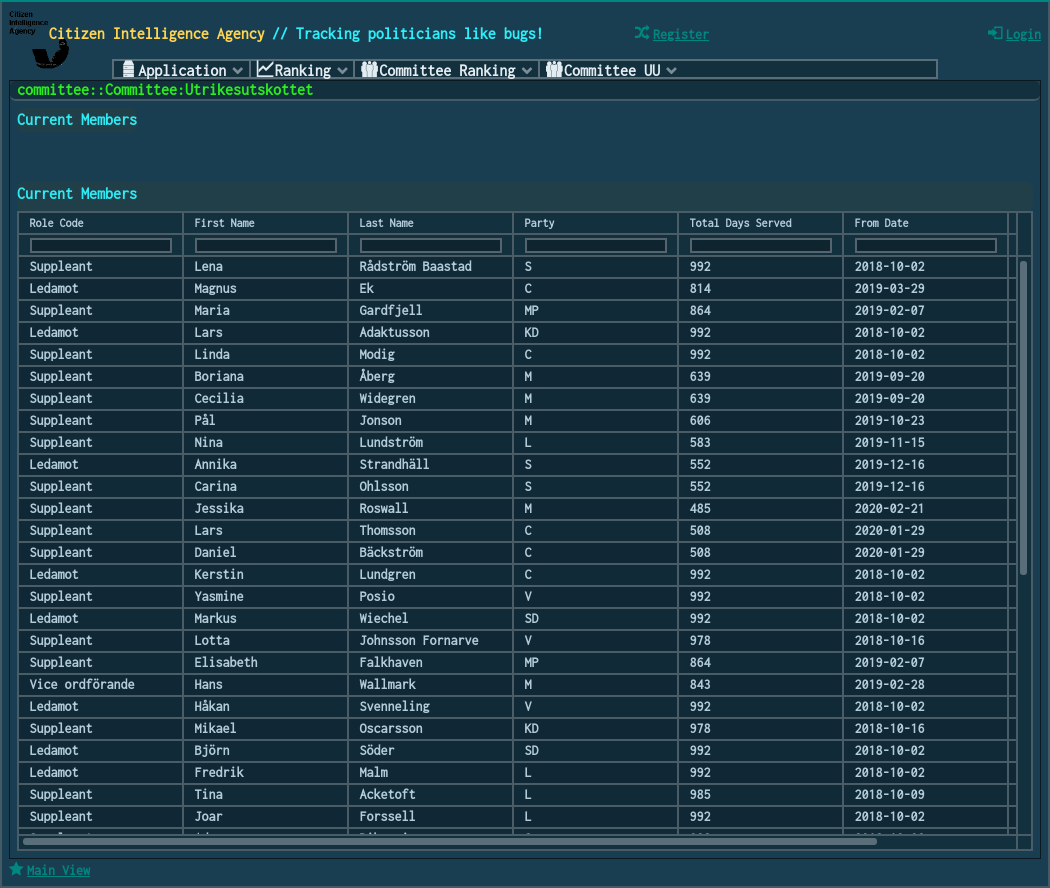 Citizen
Intelligence
Agency
Citizen Intelligence Agency // Tracking politicians like bugs!
Register
Login
Application Ranking Committee Ranking Committee UU
committee::Committee:Utrikesutskottet
Current Members
Current Members
Role Code First Name Last Name Party Total Days Served From Date
Suppleant Lena Rådström Baastad S 992 2018-10-02
Ledamot Magnus Ek C 814 2019-03-29
Suppleant Maria Gardfjell MP 864 2019-02-07
Ledamot Lars Adaktusson KD 992 2018-10-02
Suppleant Linda Modig C 992 2018-10-02
Suppleant Boriana Åberg M 639 2019-09-20
Suppleant Cecilia Widegren M 639 2019-09-20
Suppleant Pål Jonson M 606 2019-10-23
Suppleant Nina Lundström L 583 2019-11-15
Ledamot Annika Strandhäll S 552 2019-12-16
Suppleant Carina Ohlsson S 552 2019-12-16
Suppleant Jessika Roswall M 485 2020-02-21
Suppleant Lars Thomsson C 508 2020-01-29
Suppleant Daniel Bäckström C 508 2020-01-29
Ledamot Kerstin Lundgren C 992 2018-10-02
Suppleant Yasmine Posio V 992 2018-10-02
Ledamot Markus Wiechel SD 992 2018-10-02
Suppleant Lotta Johnsson Fornarve V 978 2018-10-16
Suppleant Elisabeth Falkhaven MP 864 2019-02-07
Vice ordförande Hans Wallmark M 843 2019-02-28
Ledamot Håkan Svenneling V 992 2018-10-02
Suppleant Mikael Oscarsson KD 978 2018-10-16
Ledamot Björn Söder SD 992 2018-10-02
Ledamot Fredrik Malm L 992 2018-10-02
Suppleant Tina Acketoft L 985 2018-10-09
Suppleant Joar Forssell L 992 2018-10-02
Main View